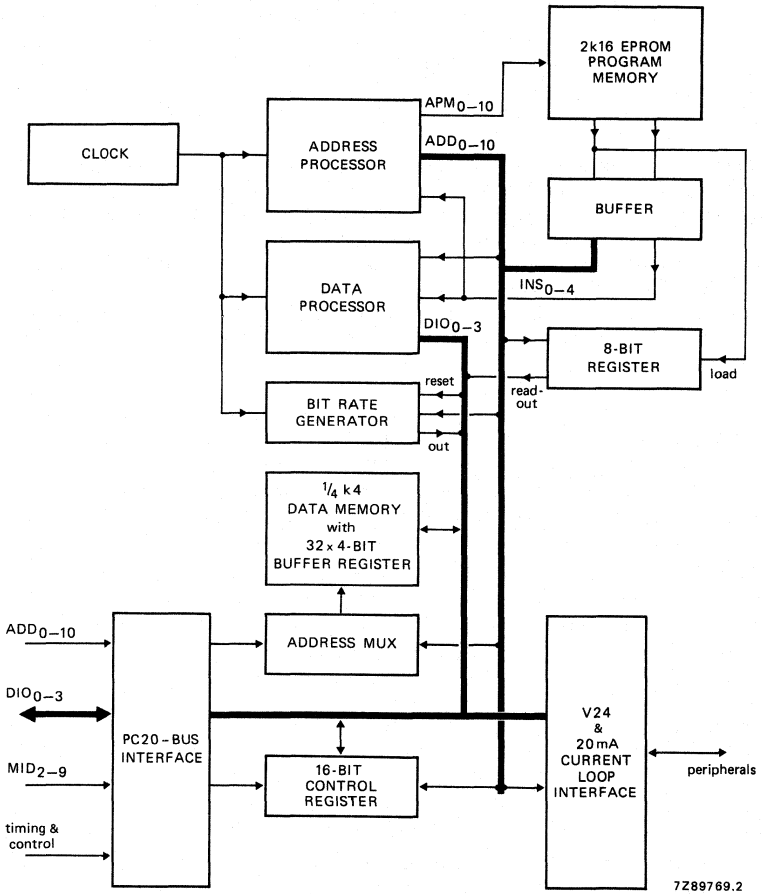 2k16 EPROM
PROGRAM
MEMORY
APM0–10
CLOCK
ADDRESS
PROCESSOR
ADD0–10
BUFFER
INS0–4
DATA
PROCESSOR
DIO0–3
8-BIT
REGISTER
load
read-
out
reset
BIT RATE
GENERATOR
out
1/4 k4
DATA MEMORY
with
32 x 4-BIT
BUFFER REGISTER
ADD0–10
ADDRESS MUX
DIO0–3
PC20-BUS
INTERFACE
V24
&
20mA
CURRENT
LOOP
INTERFACE
peripherals
MID2–9
16-BIT
CONTROL
REGISTER
timing &
control
7Z89769.2